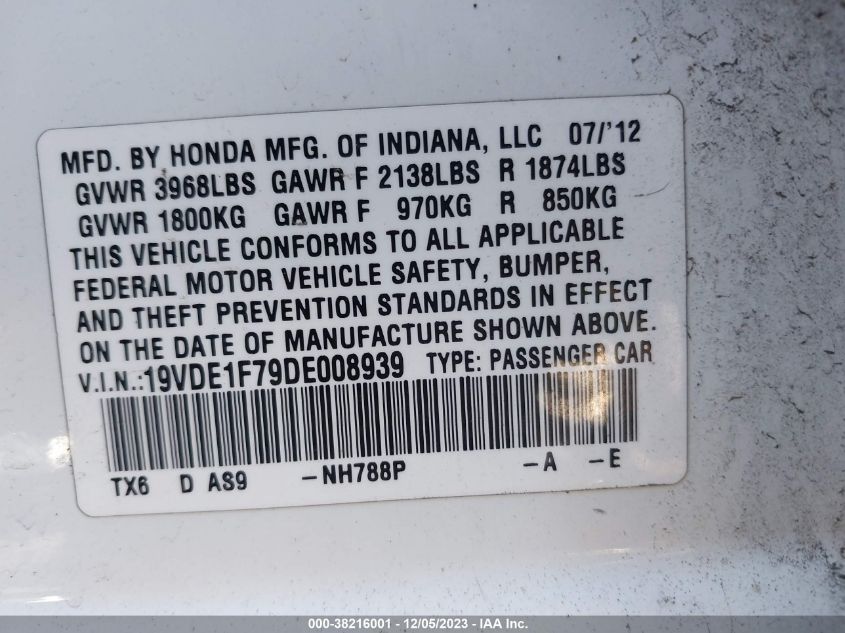 MFD. BY HONDA MFG. OF INDIANA, LLC 07/'12
GVWR 3968LBS GAWR F 2138LBS R 1874LBS
GVWR 1800KG GAWR F 970KG R 850KG
THIS VEHICLE CONFORMS TO ALL APPLICABLE
FEDERAL MOTOR VEHICLE SAFETY, BUMPER,
AND THEFT PREVENTION STANDARDS IN EFFECT
ON THE DATE OF MANUFACTURE SHOWN ABOVE.
V.I.N.:19VDE1F79DE008939 TYPE: PASSENGER CAR
TX6 D AS9 -NH788P -A -E
000-38216001 - 12/05/2023 - IAA Inc.